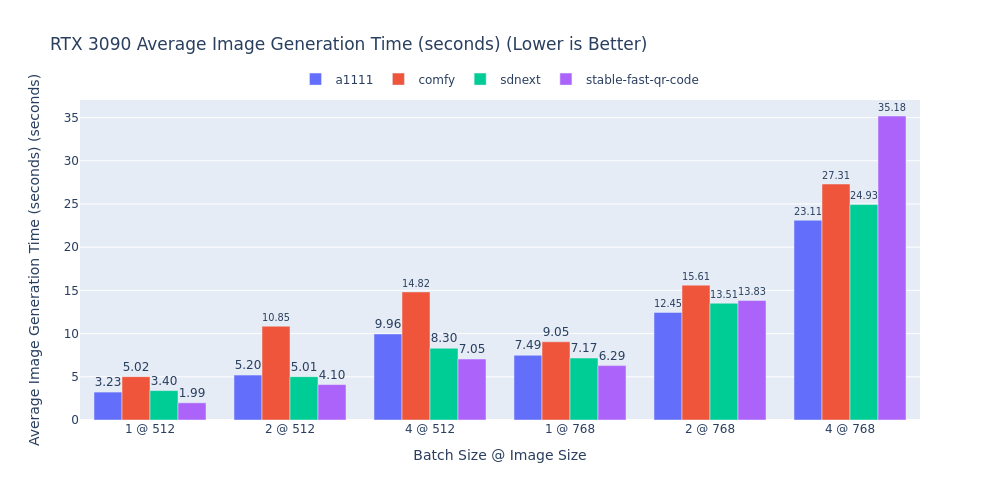 RTX 3090 Average Image Generation Time (seconds) (Lower is Better)
a1111 comfy sdnext stable-fast-qr-code
Average Image Generation Time (seconds) (seconds)
35
30
25
20
15
10
5
0
3.23 5.02 3.40 1.99
5.20 10.85 5.01 4.10
9.96 14.82 8.30 7.05
7.49 9.05 7.17 6.29
12.45 15.61 13.51 13.83
23.11 27.31 24.93 35.18
1 @ 512 2 @ 512 4 @ 512 1 @ 768 2 @ 768 4 @ 768
Batch Size @ Image Size